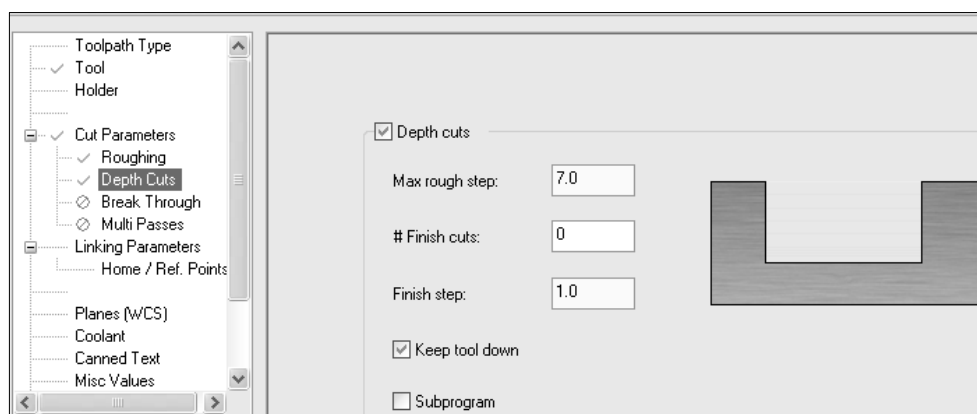 Toolpath Type
Tool
Holder
Cut Parameters
Roughing
Depth Cuts
Break Through
Multi Passes
Linking Parameters
Home / Ref. Points
Planes (WCS)
Coolant
Canned Text
Misc Values
Depth cuts
Max rough step: 7.0
# Finish cuts: 0
Finish step: 1.0
Keep tool down
Subprogram